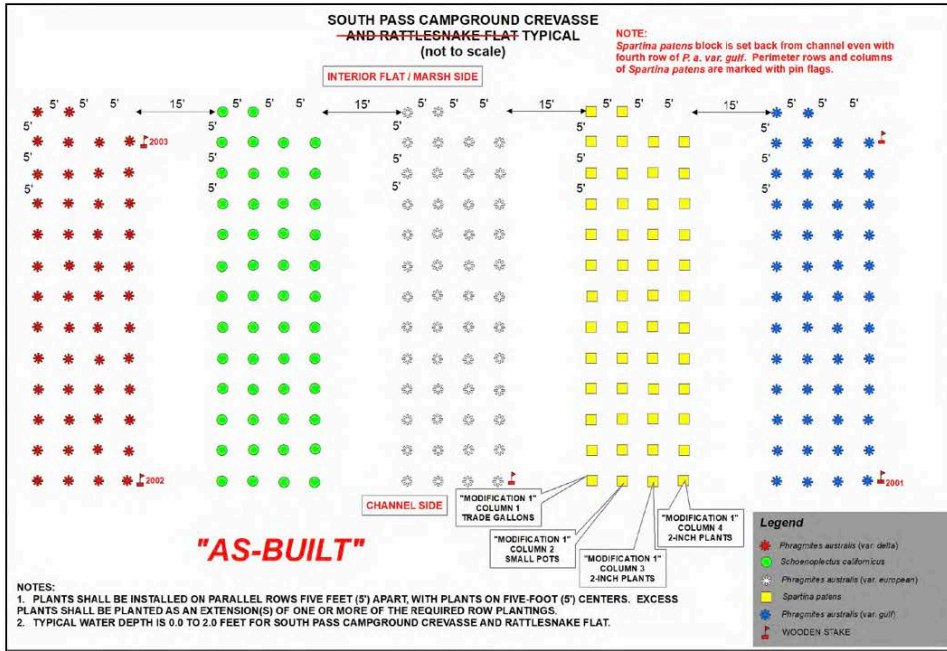 SOUTH PASS CAMPGROUND CREVASSE
AND RATTLESNAKE FLAT TYPICAL
(not to scale)
NOTE:
Spartina patens block is set back from channel even with
fourth row of P. a. var. gulf. Perimeter rows and columns
of Spartina patens are marked with pin flags.
INTERIOR FLAT / MARSH SIDE
5' 5' 15' 5' 5' 15' 5' 5' 15' 5' 5' 15' 5' 5'
5' 5' 5' 5' 5'
2003
5' 5' 5' 5' 5'
5' 5' 5' 5' 5'
2002
2001
CHANNEL SIDE
"MODIFICATION 1"
COLUMN 1
TRADE GALLONS
"MODIFICATION 1"
COLUMN 2
SMALL POTS
"MODIFICATION 1"
COLUMN 3
2-INCH PLANTS
"MODIFICATION 1"
COLUMN 4
2-INCH PLANTS
"AS-BUILT"
Legend
Phragmites australis (var. delta)
Schoenoplectus californicus
Phragmites australis (var. european)
Spartina patens
Phragmites australis (var. gulf)
WOODEN STAKE
NOTES:
1. PLANTS SHALL BE INSTALLED ON PARALLEL ROWS FIVE FEET (5') APART, WITH PLANTS ON FIVE-FOOT (5') CENTERS. EXCESS
PLANTS SHALL BE PLANTED AS AN EXTENSION(S) OF ONE OR MORE OF THE REQUIRED ROW PLANTINGS.
2. TYPICAL WATER DEPTH IS 0.0 TO 2.0 FEET FOR SOUTH PASS CAMPGROUND CREVASSE AND RATTLESNAKE FLAT.